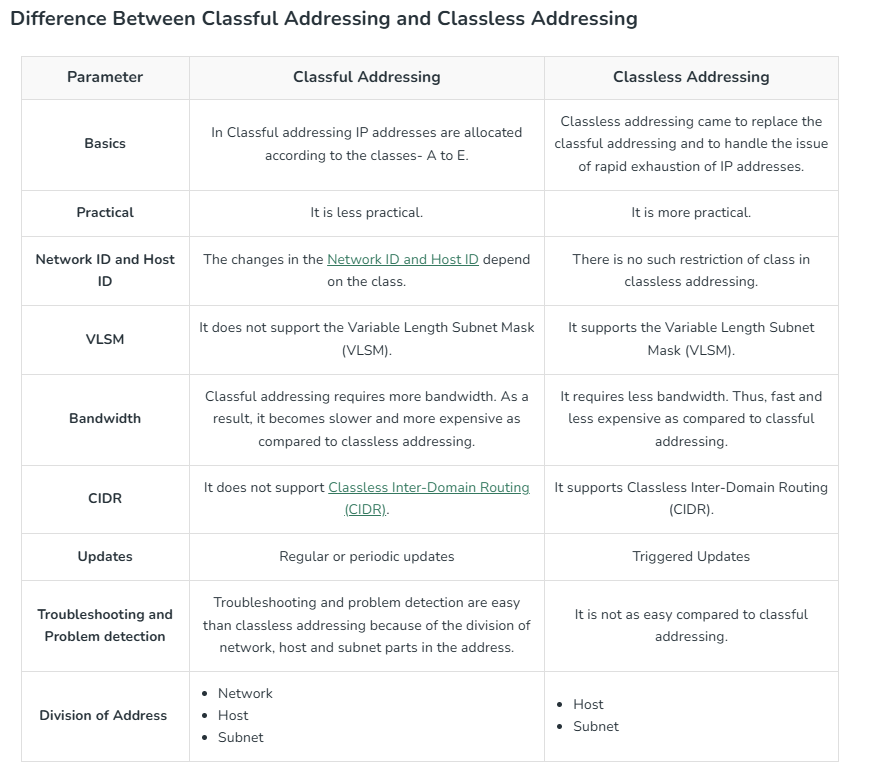 Difference Between Classful Addressing and Classless Addressing
Parameter
Classful Addressing
Classless Addressing
Basics
In Classful addressing IP addresses are allocated
according to the classes- A to E.
Classless addressing came to replace the
classful addressing and to handle the issue
of rapid exhaustion of IP addresses.
Practical
It is less practical.
It is more practical.
Network ID and Host
ID
The changes in the Network ID and Host ID depend
on the class.
There is no such restriction of class in
classless addressing.
VLSM
It does not support the Variable Length Subnet Mask
(VLSM).
It supports the Variable Length Subnet
Mask (VLSM).
Bandwidth
Classful addressing requires more bandwidth. As a
result, it becomes slower and more expensive as
compared to classless addressing.
It requires less bandwidth. Thus, fast and
less expensive as compared to classful
addressing.
CIDR
It does not support Classless Inter-Domain Routing
(CIDR).
It supports Classless Inter-Domain Routing
(CIDR).
Updates
Regular or periodic updates
Triggered Updates
Troubleshooting and
Problem detection
Troubleshooting and problem detection are easy
than classless addressing because of the division of
network, host and subnet parts in the address.
It is not as easy compared to classful
addressing.
Division of Address
• Network
• Host
• Subnet
• Host
• Subnet